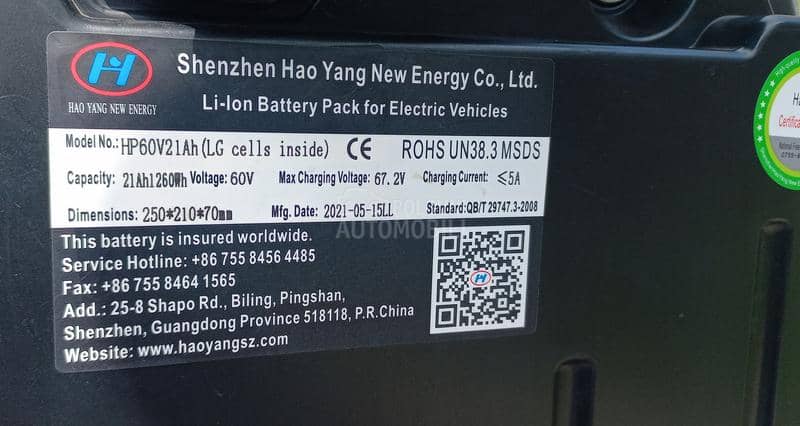 Shenzhen Hao Yang New Energy Co., Ltd.
HAO YANG NEW ENERGY
Li-Ion Battery Pack for Electric Vehicles
Model No.: HP60V21Ah(LG cells inside) CE ROHS UN38.3 MSDS
Capacity: 21Ah1260Wh Voltage: 60V Max Charging Voltage: 67.2V Charging Current: ≤5A
Dimensions: 250*210*70mm Mfg. Date: 2021-05-15LL Standard:QB/T 29747.3-2008
AUTOMOBILI
This battery is insured worldwide.
Service Hotline: +86 755 8456 4485
Fax: +86 755 8464 1565
Add.: 25-8 Shapo Rd., Biling, Pingshan,
Shenzhen, Guangdong Province 518118, P.R.China
Website: www.haoyangsz.com